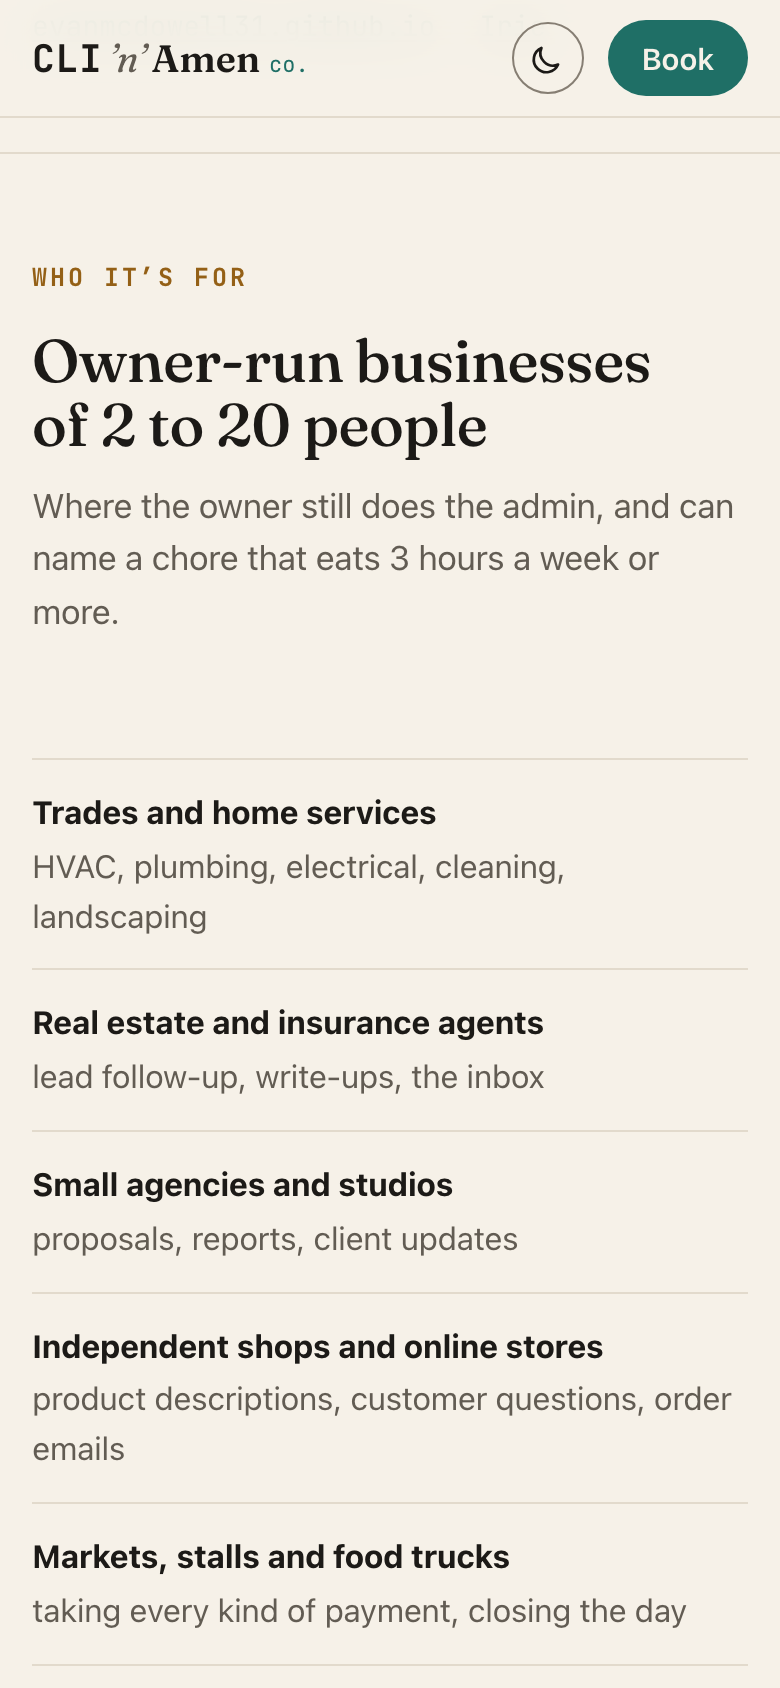 CLI ’n’ Amen co.
Book
WHO IT’S FOR
Owner-run businesses
of 2 to 20 people
Where the owner still does the admin, and can
name a chore that eats 3 hours a week or
more.
Trades and home services
HVAC, plumbing, electrical, cleaning,
landscaping
Real estate and insurance agents
lead follow-up, write-ups, the inbox
Small agencies and studios
proposals, reports, client updates
Independent shops and online stores
product descriptions, customer questions, order
emails
Markets, stalls and food trucks
taking every kind of payment, closing the day